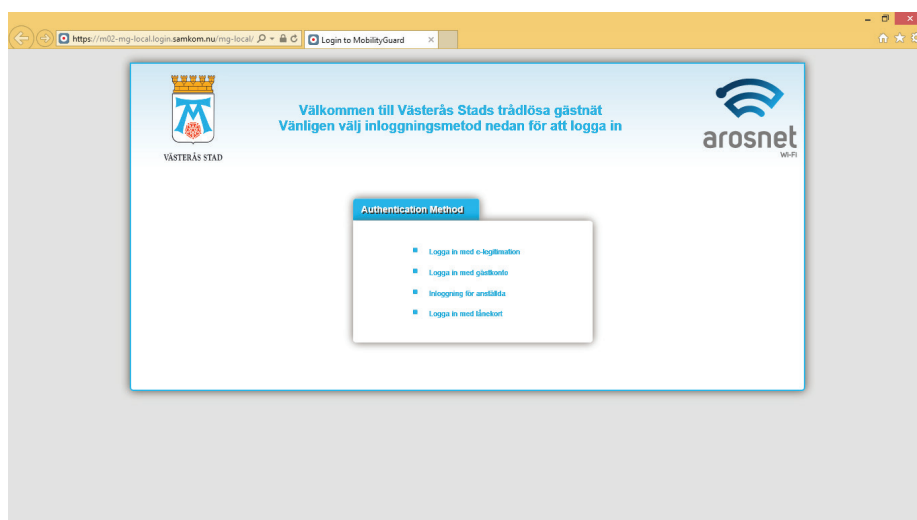 https://m02-mg-local.login.samkom.nu/mg-local/
Login to MobilityGuard
Välkommen till Västerås Stads trådlösa gästnät
Vänligen välj inloggningsmetod nedan för att logga in
VÄSTERÅS STAD
arosnet
WI-FI
Authentication Method
Logga in med e-legitimation
Logga in med gästkonto
Inloggning för anställda
Logga in med lånekort